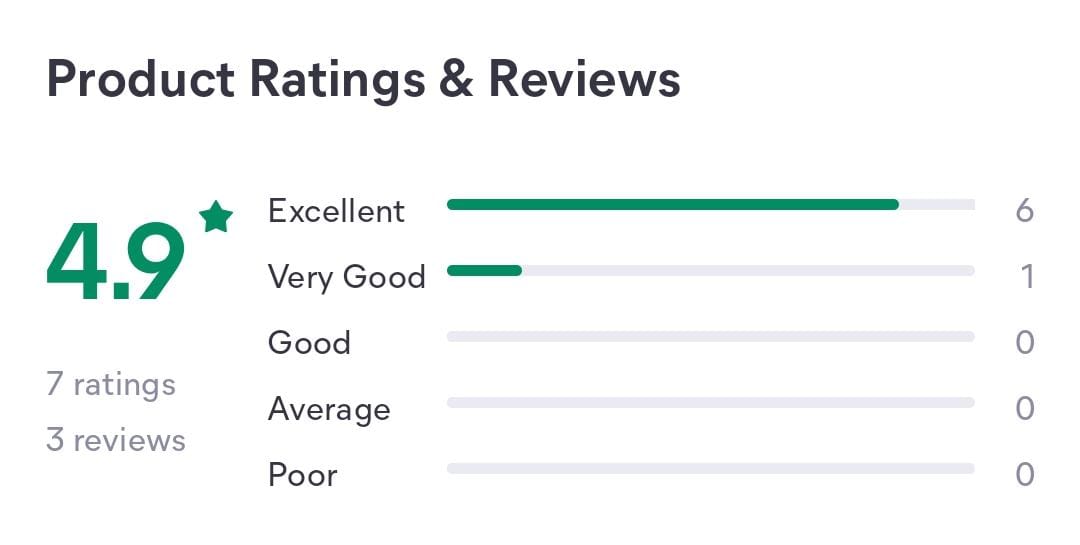 Product Ratings & Reviews
4.9
7 ratings
3 reviews
Excellent 6
Very Good 1
Good 0
Average 0
Poor 0